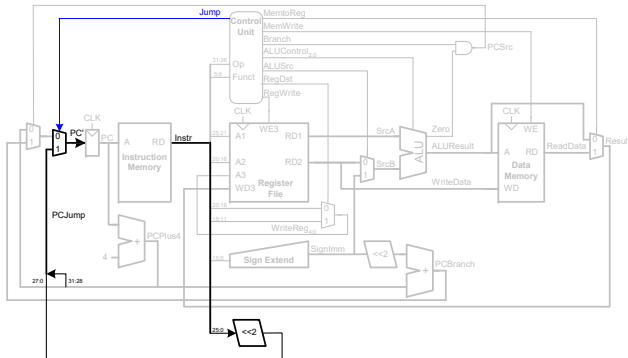 Jump
Control
Unit
MemtoReg
MemWrite
Branch
ALUControl2:0
ALUSrc
RegDst
RegWrite
PCSrc
31:26
Op
5:0
Funct
CLK
CLK
CLK
0
1
PC'
PC
A
RD
Instruction
Memory
Instr
25:21
A1
WE3
RD1
20:16
A2
RD2
A3
WD3
Register
File
SrcA
0
1
SrcB
ALU
Zero
ALUResult
WE
A
RD
Data
Memory
WD
ReadData
0
1
Result
WriteData
0
1
20:16
15:11
0
1
WriteReg4:0
PCJump
PCPlus4
4
+
SignImm
15:0
Sign Extend
<<2
+
PCBranch
27:0
31:28
25:0
<<2